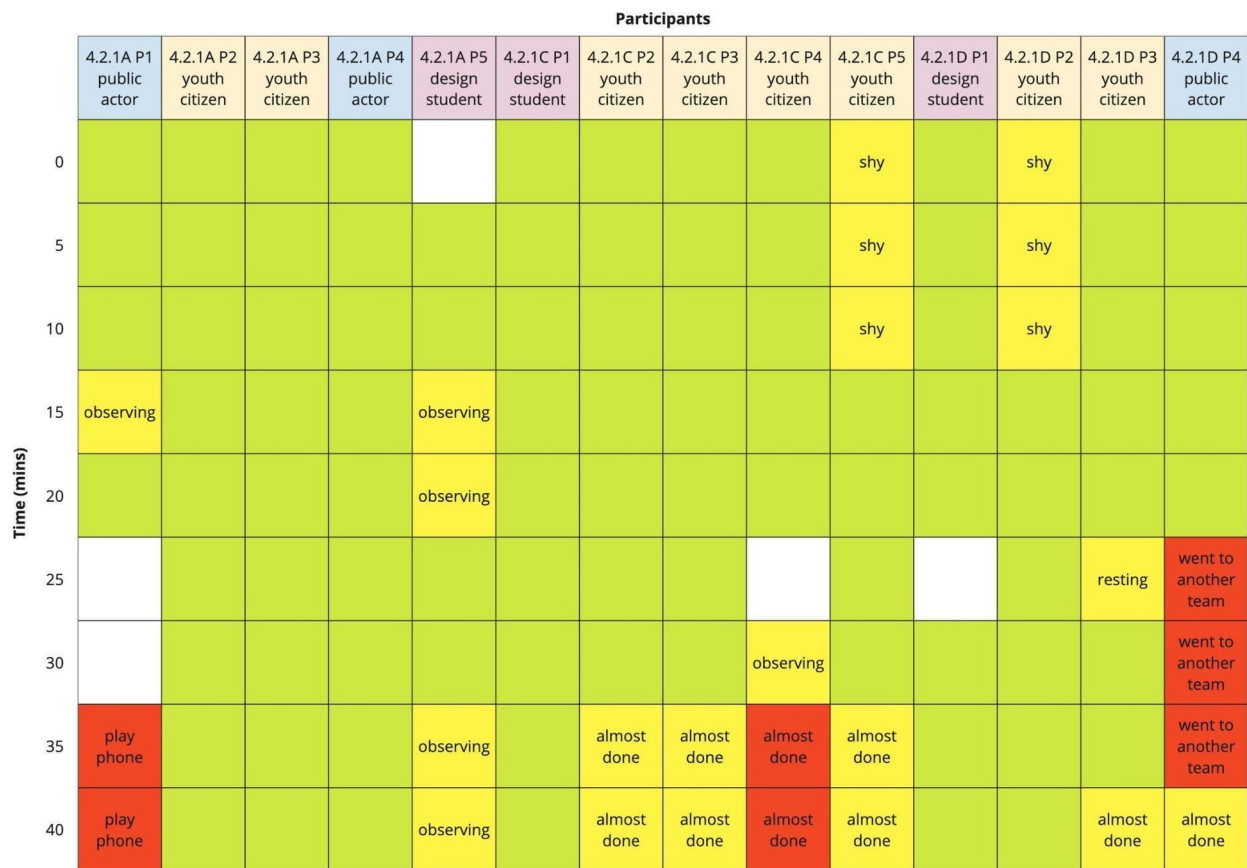 Participants
4.2.1A P1 public actor
4.2.1A P2 youth citizen
4.2.1A P3 youth citizen
4.2.1A P4 public actor
4.2.1A P5 design student
4.2.1C P1 design student
4.2.1C P2 youth citizen
4.2.1C P3 youth citizen
4.2.1C P4 youth citizen
4.2.1C P5 youth citizen
4.2.1D P1 design student
4.2.1D P2 youth citizen
4.2.1D P3 youth citizen
4.2.1D P4 public actor
Time (mins)
0 shy shy
5 shy shy
10 shy shy
15 observing observing
20 observing
25 resting went to another team
30 observing went to another team
35 play phone observing almost done almost done almost done almost done went to another team
40 play phone observing almost done almost done almost done almost done almost done almost done